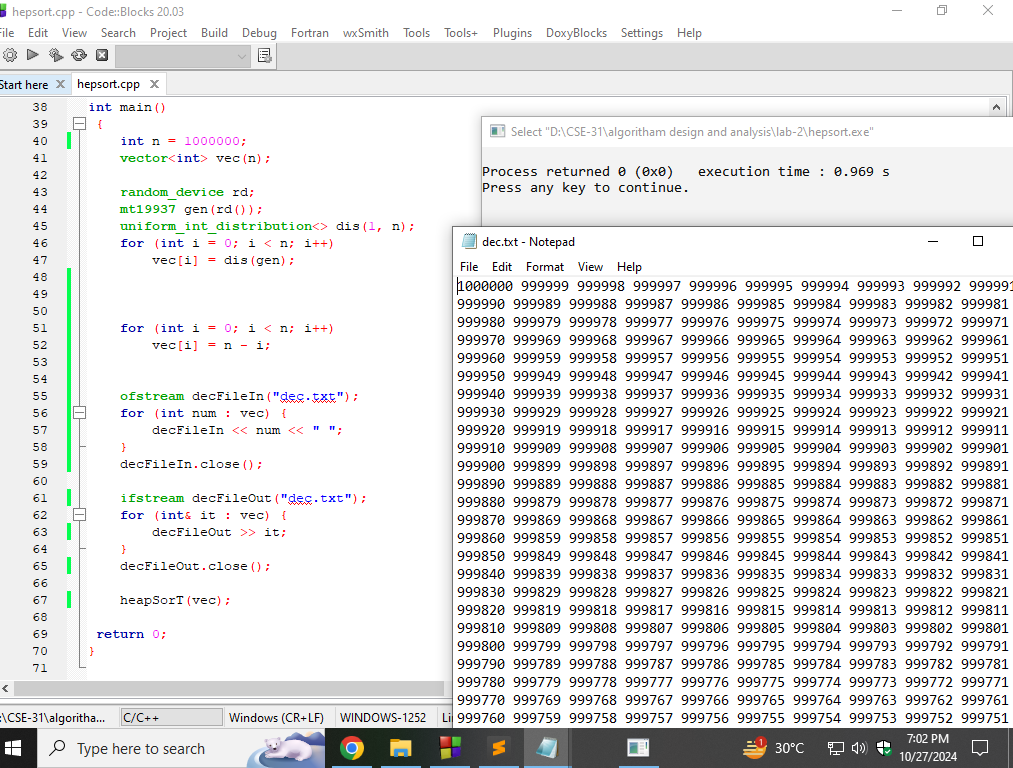 hepsort.cpp - Code::Blocks 20.03
File Edit View Search Project Build Debug Fortran wxSmith Tools Tools+ Plugins DoxyBlocks Settings Help
Start here
hepsort.cpp
38 int main()
39 {
40 int n = 1000000;
41 vector<int> vec(n);
42
43 random_device rd;
44 mt19937 gen(rd());
45 uniform_int_distribution<> dis(1, n);
46 for (int i = 0; i < n; i++)
47 vec[i] = dis(gen);
48
49
50
51 for (int i = 0; i < n; i++)
52 vec[i] = n - i;
53
54
55 ofstream decFileIn("dec.txt");
56 for (int num : vec) {
57 decFileIn << num << " ";
58 }
59 decFileIn.close();
60
61 ifstream decFileOut("dec.txt");
62 for (int& it : vec) {
63 decFileOut >> it;
64 }
65 decFileOut.close();
66
67 heapSorT(vec);
68
69 return 0;
70 }
71
Select "D:\CSE-31\algoritham design and analysis\lab-2\hepsort.exe"
Process returned 0 (0x0) execution time : 0.969 s
Press any key to continue.
dec.txt - Notepad
File Edit Format View Help
1000000 999999 999998 999997 999996 999995 999994 999993 999992 999991
999990 999989 999988 999987 999986 999985 999984 999983 999982 999981
999980 999979 999978 999977 999976 999975 999974 999973 999972 999971
999970 999969 999968 999967 999966 999965 999964 999963 999962 999961
999960 999959 999958 999957 999956 999955 999954 999953 999952 999951
999950 999949 999948 999947 999946 999945 999944 999943 999942 999941
999940 999939 999938 999937 999936 999935 999934 999933 999932 999931
999930 999929 999928 999927 999926 999925 999924 999923 999922 999921
999920 999919 999918 999917 999916 999915 999914 999913 999912 999911
999910 999909 999908 999907 999906 999905 999904 999903 999902 999901
999900 999899 999898 999897 999896 999895 999894 999893 999892 999891
999890 999889 999888 999887 999886 999885 999884 999883 999882 999881
999880 999879 999878 999877 999876 999875 999874 999873 999872 999871
999870 999869 999868 999867 999866 999865 999864 999863 999862 999861
999860 999859 999858 999857 999856 999855 999854 999853 999852 999851
999850 999849 999848 999847 999846 999845 999844 999843 999842 999841
999840 999839 999838 999837 999836 999835 999834 999833 999832 999831
999830 999829 999828 999827 999826 999825 999824 999823 999822 999821
999820 999819 999818 999817 999816 999815 999814 999813 999812 999811
999810 999809 999808 999807 999806 999805 999804 999803 999802 999801
999800 999799 999798 999797 999796 999795 999794 999793 999792 999791
999790 999789 999788 999787 999786 999785 999784 999783 999782 999781
999780 999779 999778 999777 999776 999775 999774 999773 999772 999771
999770 999769 999768 999767 999766 999765 999764 999763 999762 999761
999760 999759 999758 999757 999756 999755 999754 999753 999752 999751
:\CSE-31\algoritha... C/C++ Windows (CR+LF) WINDOWS-1252 Li
Type here to search
1
30°C
7:02 PM
10/27/2024